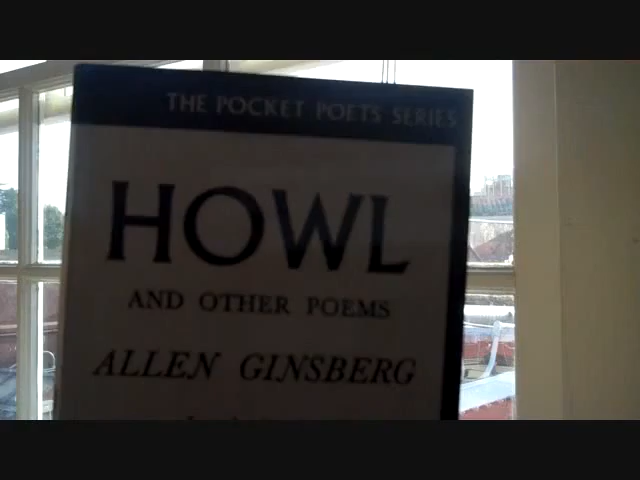 THE POCKET POETS SERIES
HOWL
AND OTHER POEMS
ALLEN GINSBERG